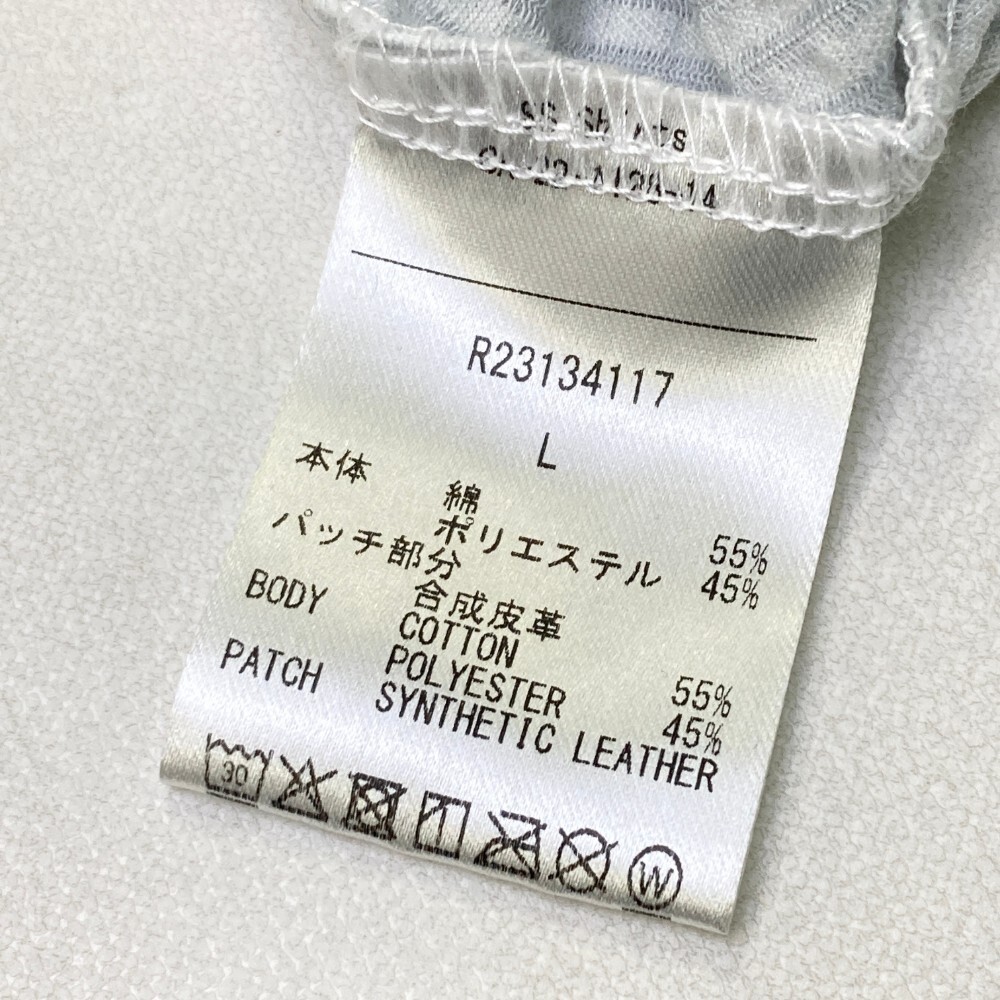 R23134117
L
本体 綿 55%
ポリエステル 45%
パッチ部分 合成皮革
BODY COTTON 55%
POLYESTER 45%
PATCH SYNTHETIC LEATHER
30
W